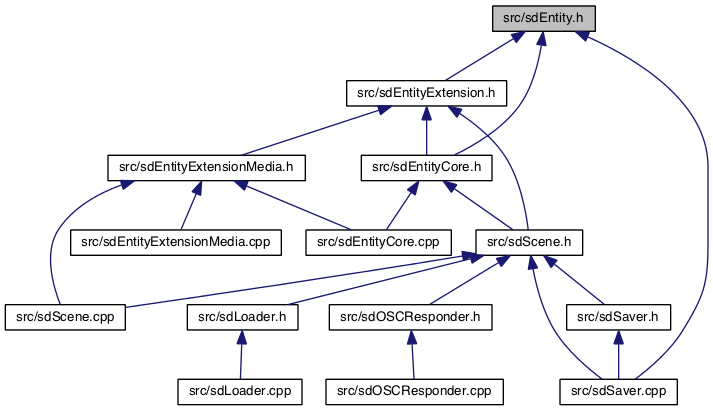 src/sdEntity.h
src/sdEntityExtension.h
src/sdEntityExtensionMedia.h
src/sdEntityCore.h
src/sdEntityExtensionMedia.cpp
src/sdEntityCore.cpp
src/sdScene.h
src/sdScene.cpp
src/sdLoader.h
src/sdOSCResponder.h
src/sdSaver.h
src/sdLoader.cpp
src/sdOSCResponder.cpp
src/sdSaver.cpp